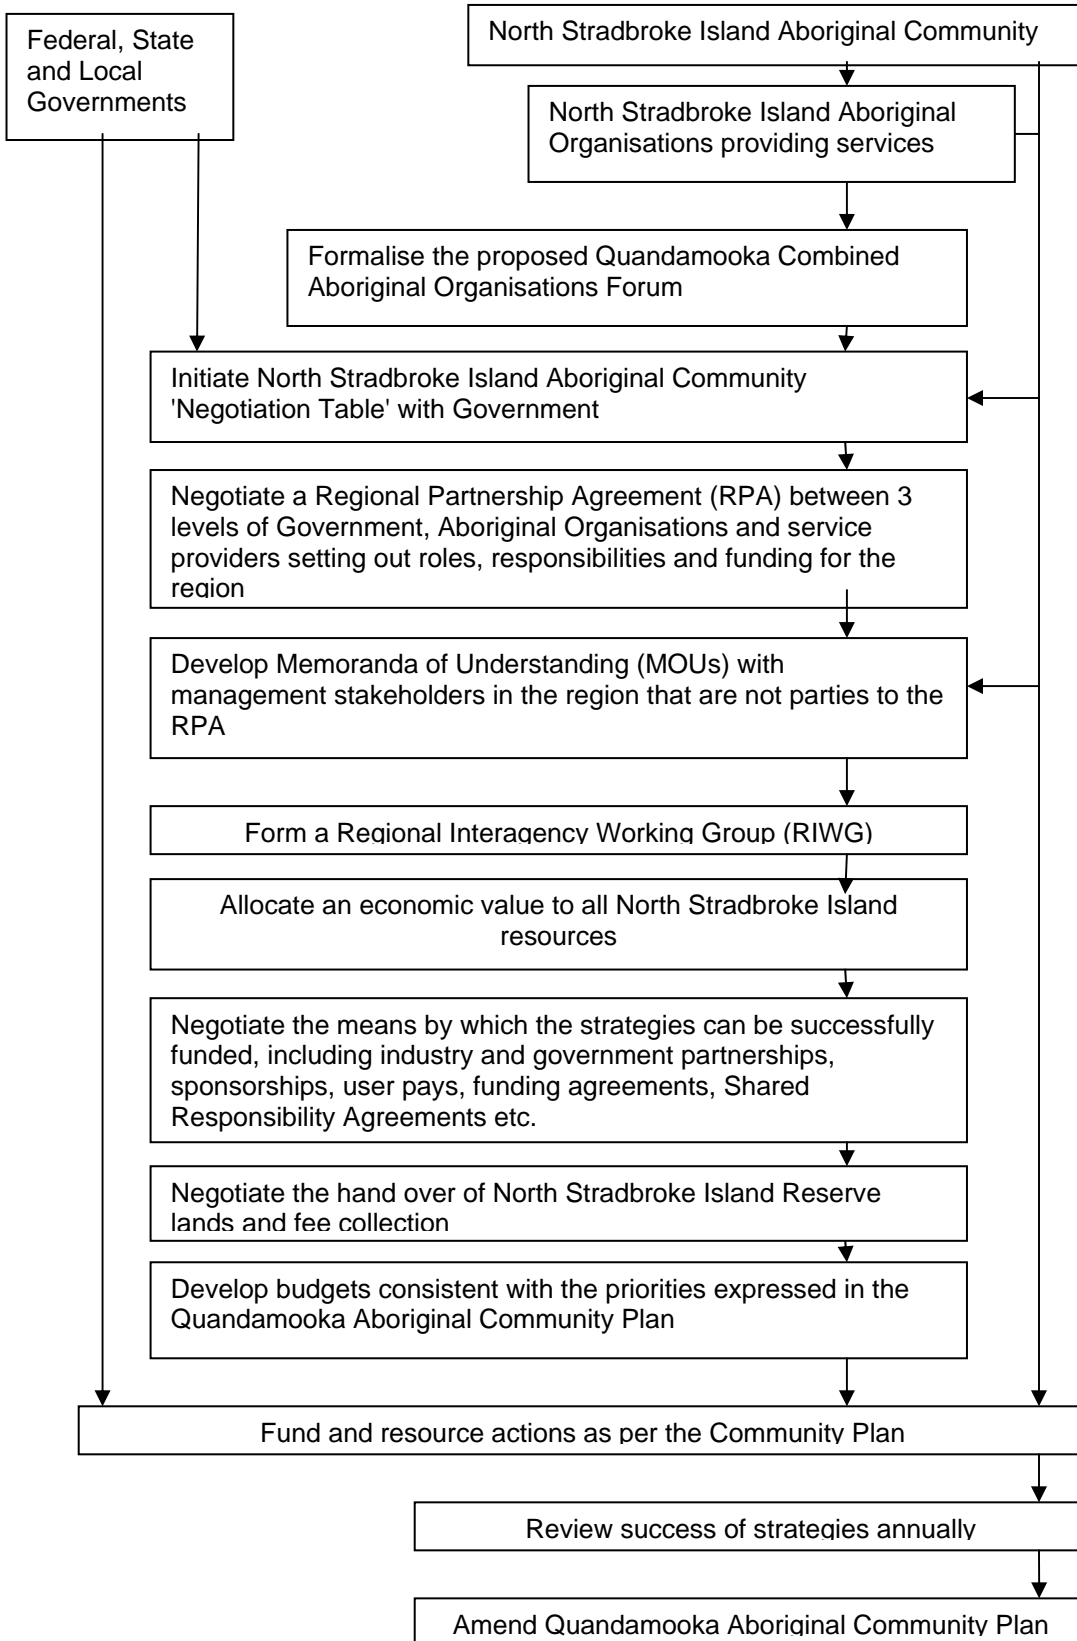 Federal, State
and Local
Governments
North Stradbroke Island Aboriginal Community
North Stradbroke Island Aboriginal
Organisations providing services
Formalise the proposed Quandamooka Combined
Aboriginal Organisations Forum
Initiate North Stradbroke Island Aboriginal Community
'Negotiation Table' with Government
Negotiate a Regional Partnership Agreement (RPA) between 3
levels of Government, Aboriginal Organisations and service
providers setting out roles, responsibilities and funding for the
region
Develop Memoranda of Understanding (MOUs) with
management stakeholders in the region that are not parties to the
RPA
Form a Regional Interagency Working Group (RIWG)
Allocate an economic value to all North Stradbroke Island
resources
Negotiate the means by which the strategies can be successfully
funded, including industry and government partnerships,
sponsorships, user pays, funding agreements, Shared
Responsibility Agreements etc.
Negotiate the hand over of North Stradbroke Island Reserve
lands and fee collection
Develop budgets consistent with the priorities expressed in the
Quandamooka Aboriginal Community Plan
Fund and resource actions as per the Community Plan
Review success of strategies annually
Amend Quandamooka Aboriginal Community Plan